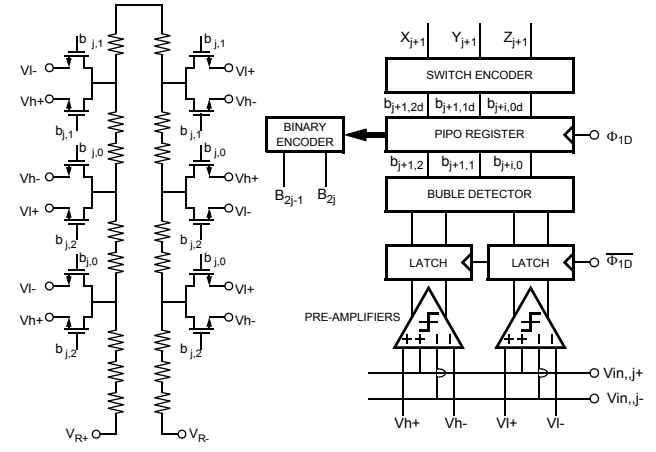 b j,1
b j,1
Vl-
Vl+
Vh+
Vh-
b j,1
b j,1
b j,0
b j,0
Vh-
Vh+
Vl+
Vl-
b j,2
b j,2
b j,0
b j,0
Vl-
Vl+
Vh+
Vh-
b j,2
b j,2
VR+
VR-
Xj+1 Yj+1 Zj+1
SWITCH ENCODER
bj+1,2d bj+1,1d bj+i,0d
BINARY
ENCODER
PIPO REGISTER
Φ1D
bj+1,2 bj+1,1 bj+i,0
B2j-1 B2j
BUBLE DETECTOR
LATCH
LATCH
Φ1D
PRE-AMPLIFIERS
+ + | |
+ + | |
Vin,,j+
Vin,,j-
Vh+ Vh- Vl+ Vl-